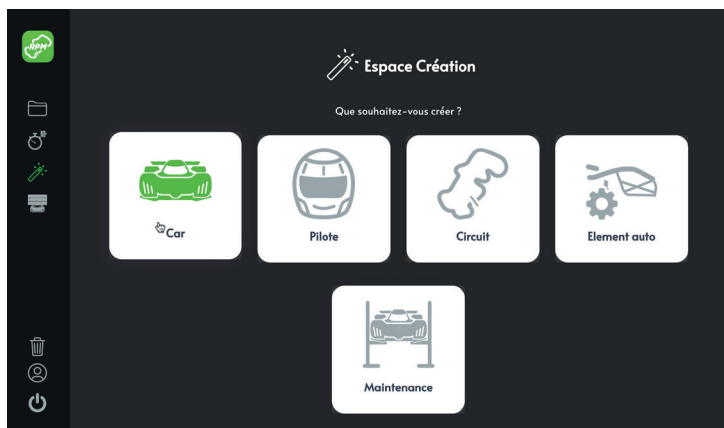 RPM
Espace Création
Que souhaitez-vous créer ?
Car
Pilote
Circuit
Element auto
Maintenance